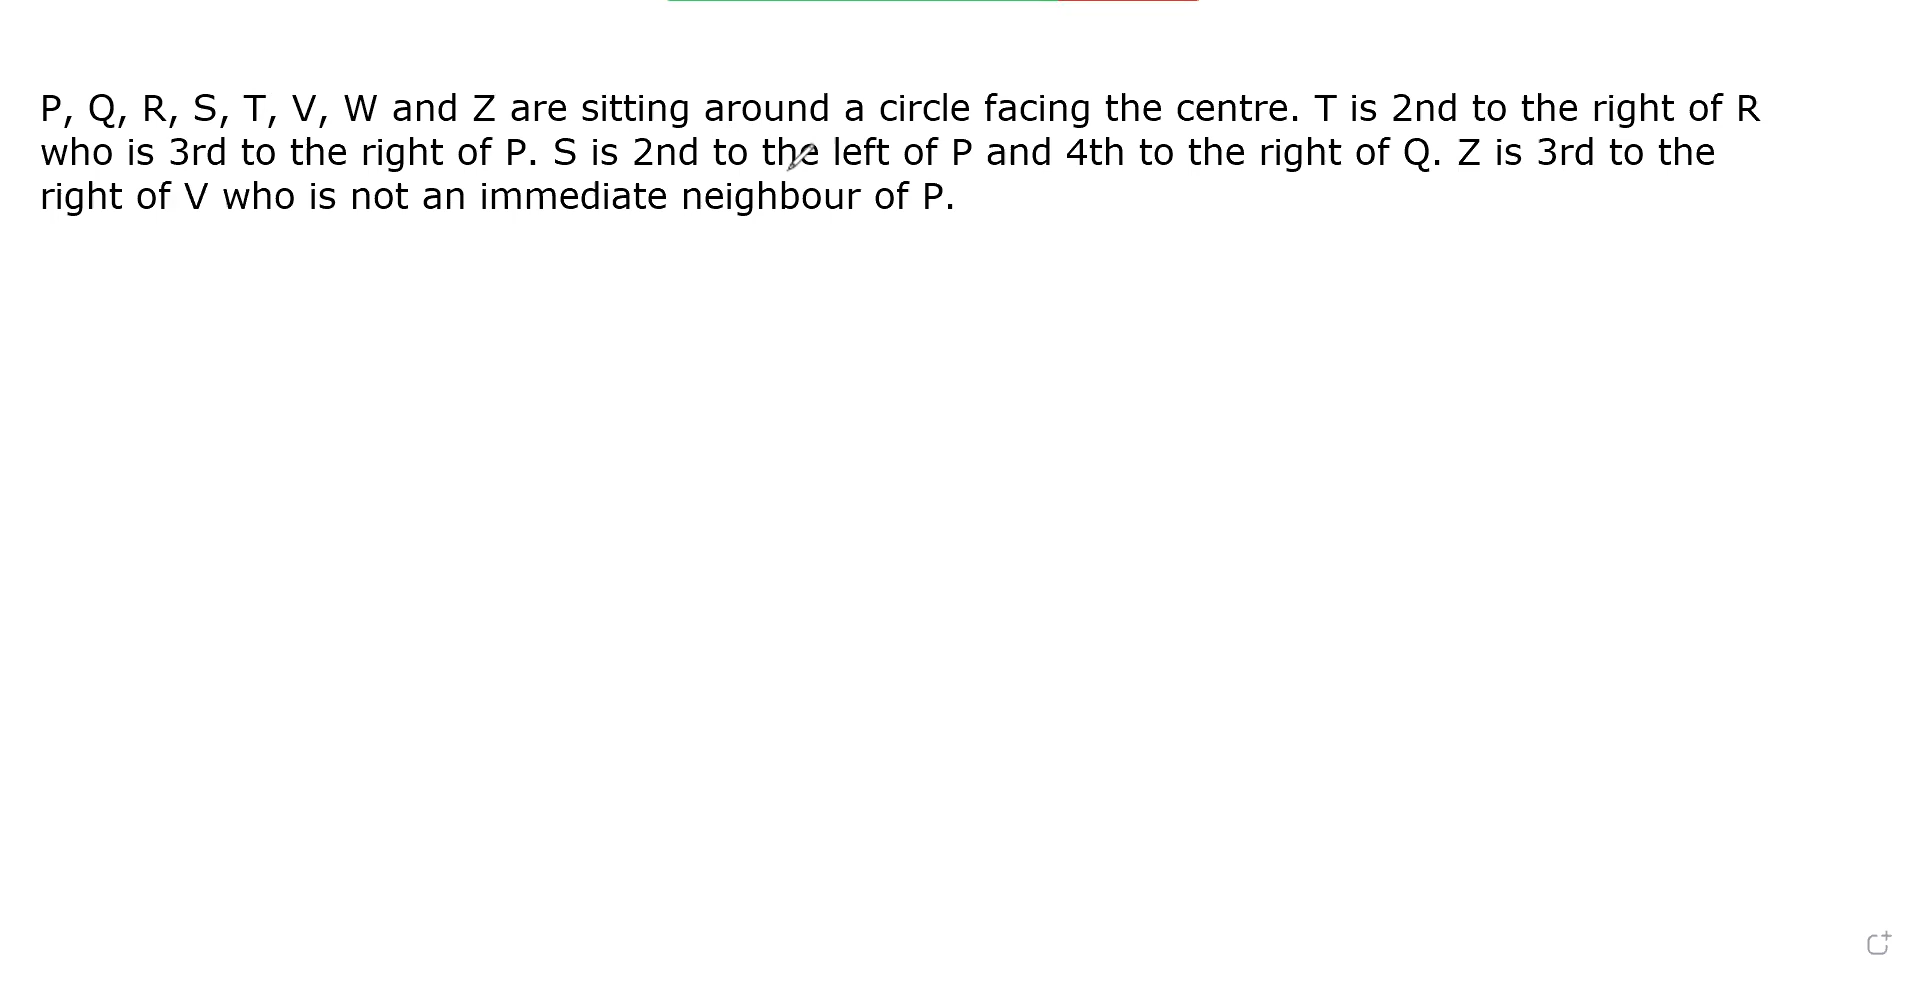 P, Q, R, S, T, V, W and Z are sitting around a circle facing the centre. T is 2nd to the right of R
who is 3rd to the right of P. S is 2nd to the left of P and 4th to the right of Q. Z is 3rd to the
right of V who is not an immediate neighbour of P.